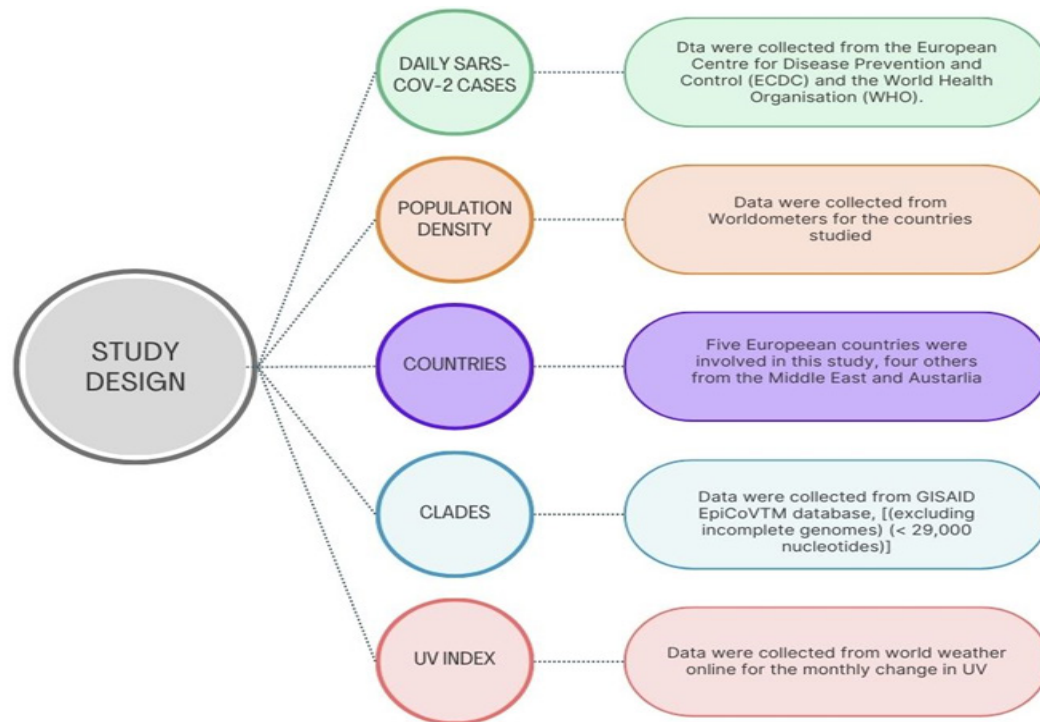 STUDY
DESIGN
DAILY SARS-
COV-2 CASES
Dta were collected from the European
Centre for Disease Prevention and
Control (ECDC) and the World Health
Organisation (WHO).
POPULATION
DENSITY
Data were collected from
Worldometers for the countries
studied
COUNTRIES
Five Europeean countries were
involved in this study, four others
from the Middle East and Austarlia
CLADES
Data were collected from GISAID
EpiCoVTM database, [(excluding
incomplete genomes) (< 29,000
nucleotides)]
UV INDEX
Data were collected from world weather
online for the monthly change in UV